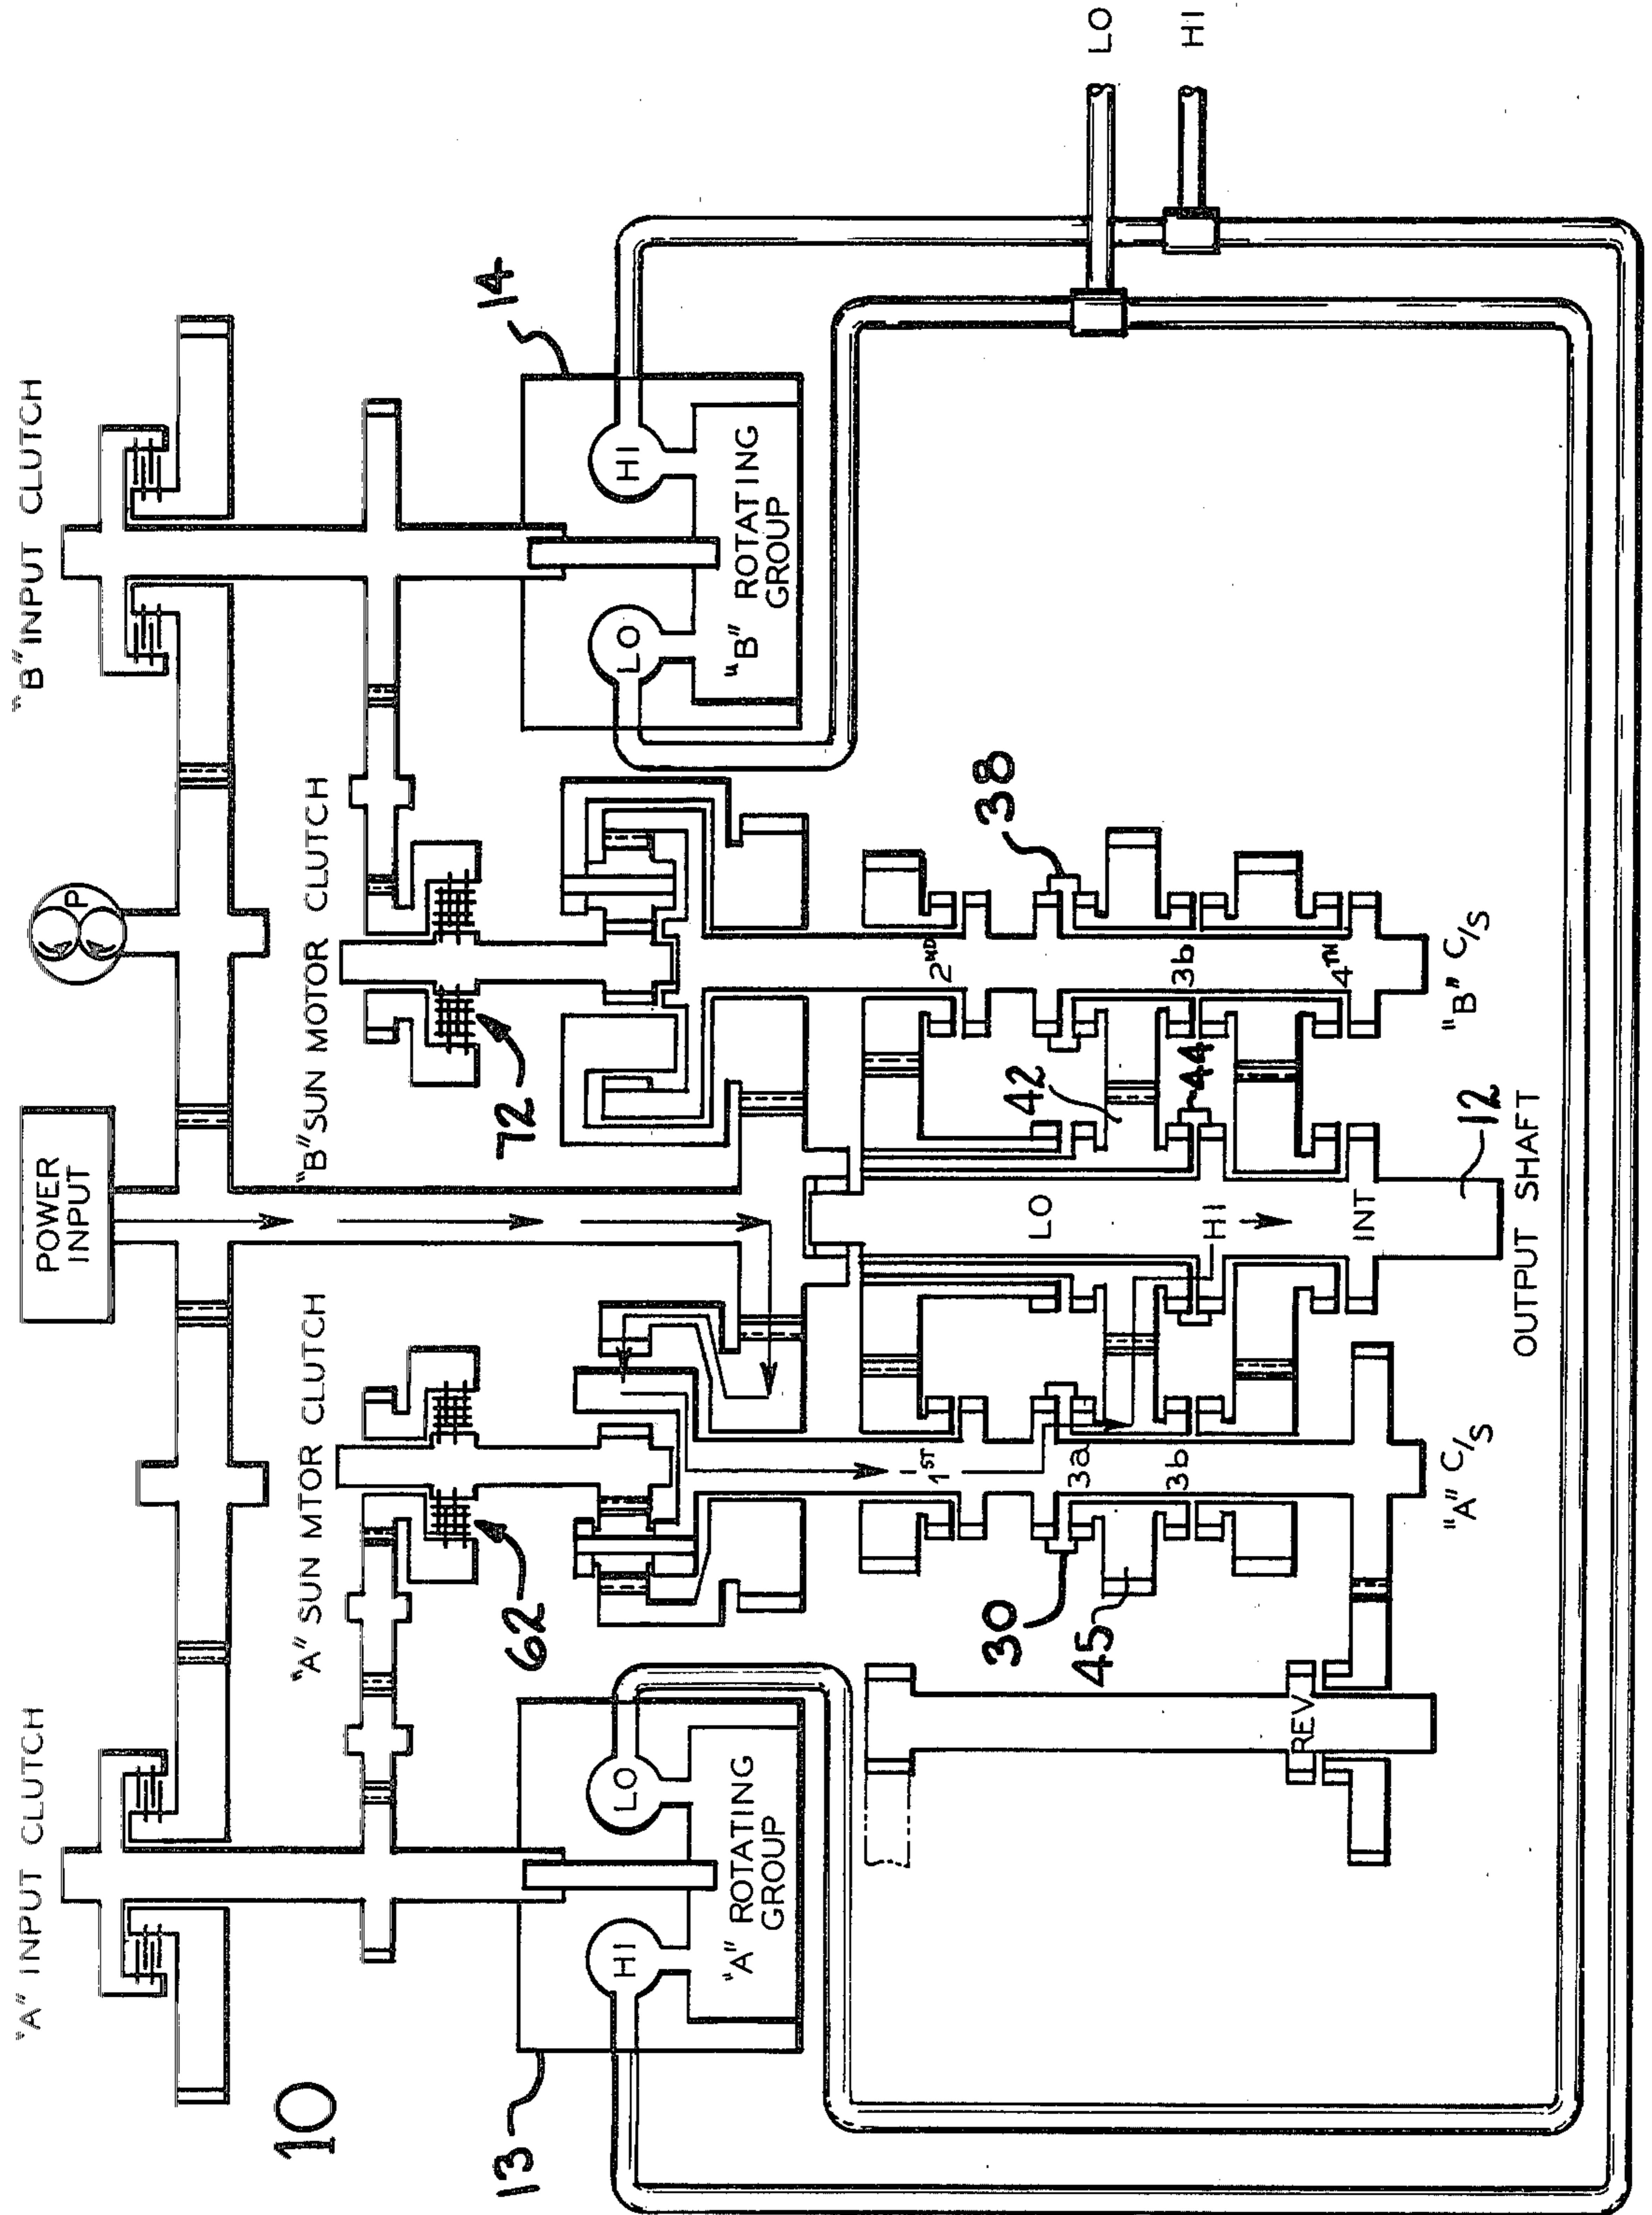 "A" INPUT CLUTCH
"B" INPUT CLUTCH
10
POWER
INPUT
P
"A" SUN MTOR CLUTCH
"B" SUN MOTOR CLUTCH
62
72
13
14
HI
LO
"A" ROTATING
GROUP
LO
HI
"B" ROTATING
GROUP
LO
HI
30
45
38
42
44
1ST
3a
3b
2ND
3b
4TH
LO
HI
INT
REV
"A" C/S
"B" C/S
12
OUTPUT SHAFT